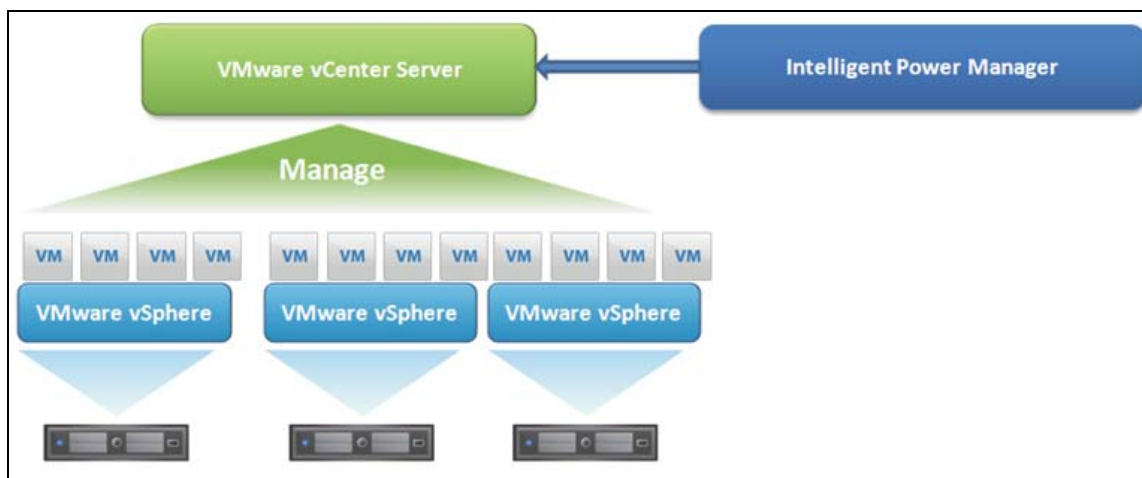 VMware vCenter Server
Intelligent Power Manager
Manage
VM VM VM VM VM VM VM VM VM VM VM VM
VMware vSphere VMware vSphere VMware vSphere